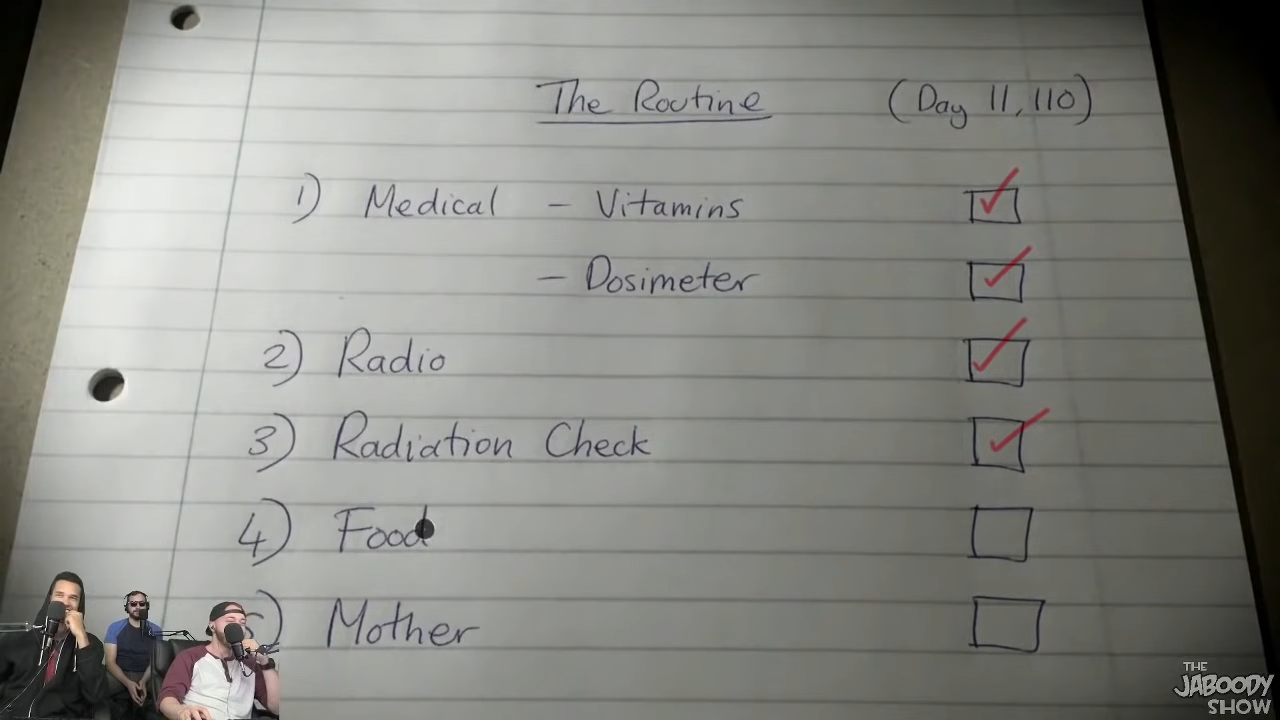 The Routine (Day 11,110)
1) Medical - Vitamins
- Dosimeter
2) Radio
3) Radiation Check
4) Food
5) Mother
THE
JABOODY
SHOW